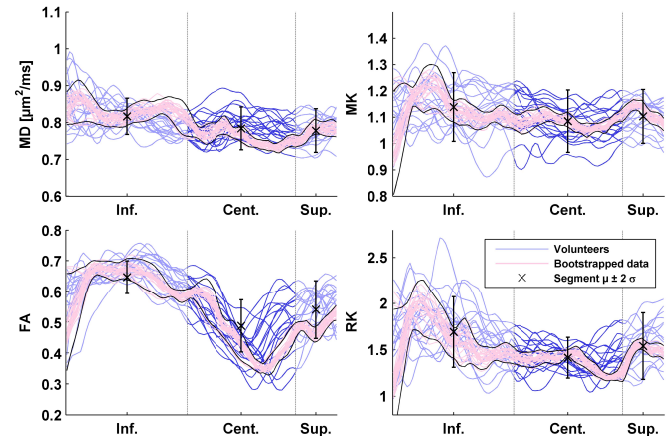 1.1
1
0.9
0.8
0.7
0.6
MD [μm²/ms]
Inf. Cent. Sup.
1.4
1.3
1.2
1.1
1
0.9
0.8
MK
Inf. Cent. Sup.
0.8
0.7
0.6
0.5
0.4
0.3
0.2
FA
Inf. Cent. Sup.
2.5
2
1.5
1
RK
Volunteers
Bootstrapped data
Segment μ ± 2 σ
Inf. Cent. Sup.